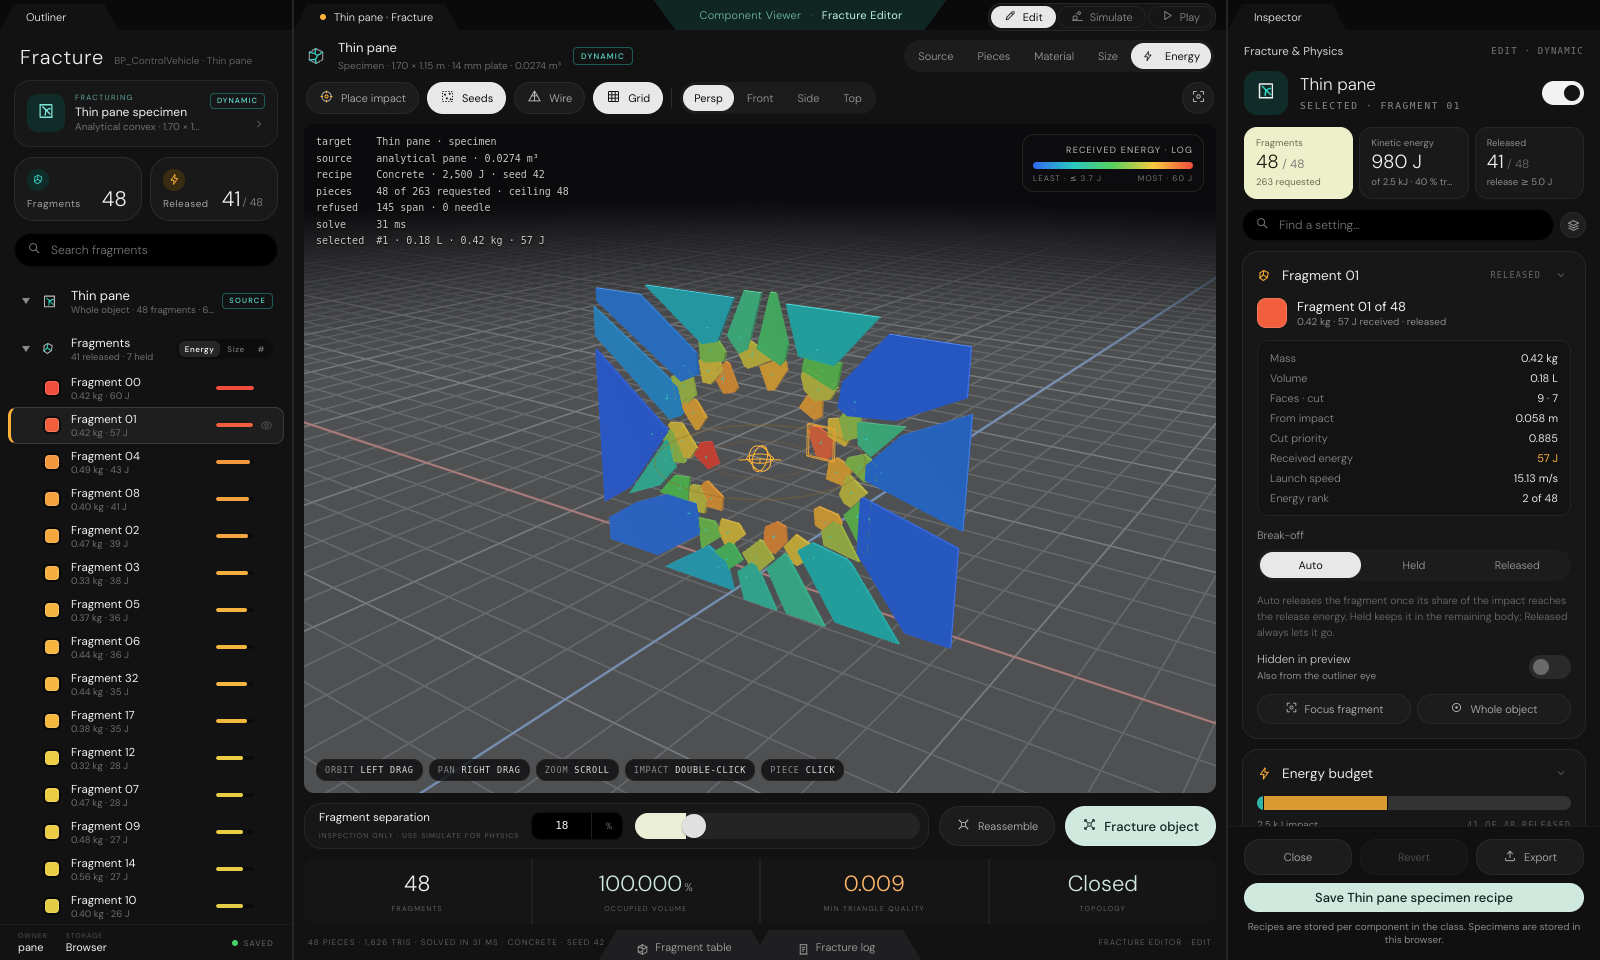 Outliner
Fracture
BP_ControlVehicle · Thin pane
FRACTURING
Thin pane specimen
Analytical convex · 1.70 × 1...
DYNAMIC
Fragments
48
Released
41 / 48
Search fragments
Thin pane
Whole object · 48 fragments · 6...
SOURCE
Fragments
41 released · 7 held
Energy
Size
#
Fragment 00
0.42 kg · 60 J
Fragment 01
0.42 kg · 57 J
Fragment 04
0.49 kg · 43 J
Fragment 08
0.40 kg · 41 J
Fragment 02
0.47 kg · 39 J
Fragment 03
0.33 kg · 38 J
Fragment 05
0.37 kg · 36 J
Fragment 06
0.44 kg · 36 J
Fragment 32
0.44 kg · 35 J
Fragment 17
0.38 kg · 35 J
Fragment 12
0.32 kg · 28 J
Fragment 07
0.47 kg · 28 J
Fragment 09
0.48 kg · 27 J
Fragment 14
0.56 kg · 27 J
Fragment 10
0.40 kg · 26 J
OWNER
pane
STORAGE
Browser
SAVED
Thin pane · Fracture
Component Viewer · Fracture Editor
Edit
Simulate
Play
Thin pane
Specimen · 1.70 × 1.15 m · 14 mm plate · 0.0274 m³
DYNAMIC
Source
Pieces
Material
Size
Energy
Place impact
Seeds
Wire
Grid
Persp
Front
Side
Top
target Thin pane · specimen
source analytical pane · 0.0274 m³
recipe Concrete · 2,500 J · seed 42
pieces 48 of 263 requested · ceiling 48
refused 145 span · 0 needle
solve 31 ms
selected #1 · 0.18 L · 0.42 kg · 57 J
RECEIVED ENERGY · LOG
LEAST · ≤ 3.7 J
MOST · 60 J
ORBIT LEFT DRAG
PAN RIGHT DRAG
ZOOM SCROLL
IMPACT DOUBLE-CLICK
PIECE CLICK
Fragment separation
INSPECTION ONLY · USE SIMULATE FOR PHYSICS
18
%
Reassemble
Fracture object
48
FRAGMENTS
100.000 %
OCCUPIED VOLUME
0.009
MIN TRIANGLE QUALITY
Closed
TOPOLOGY
48 PIECES · 1,626 TRIS · SOLVED IN 31 MS · CONCRETE · SEED 42
Fragment table
Fracture log
FRACTURE EDITOR · EDIT
Inspector
Fracture & Physics
EDIT · DYNAMIC
Thin pane
SELECTED · FRAGMENT 01
Fragments
48 / 48
263 requested
Kinetic energy
980 J
of 2.5 kJ · 40 % tr...
Released
41 / 48
release ≥ 5.0 J
Find a setting...
Fragment 01
RELEASED
Fragment 01 of 48
0.42 kg · 57 J received · released
Mass 0.42 kg
Volume 0.18 L
Faces · cut 9 · 7
From impact 0.058 m
Cut priority 0.885
Received energy 57 J
Launch speed 15.13 m/s
Energy rank 2 of 48
Break-off
Auto
Held
Released
Auto releases the fragment once its share of the impact reaches
the release energy. Held keeps it in the remaining body; Released
always lets it go.
Hidden in preview
Also from the outliner eye
Focus fragment
Whole object
Energy budget
2.5 kJ impact
41 OF 48 RELEASED
Close
Revert
Export
Save Thin pane specimen recipe
Recipes are stored per component in the class. Specimens are stored in
this browser.